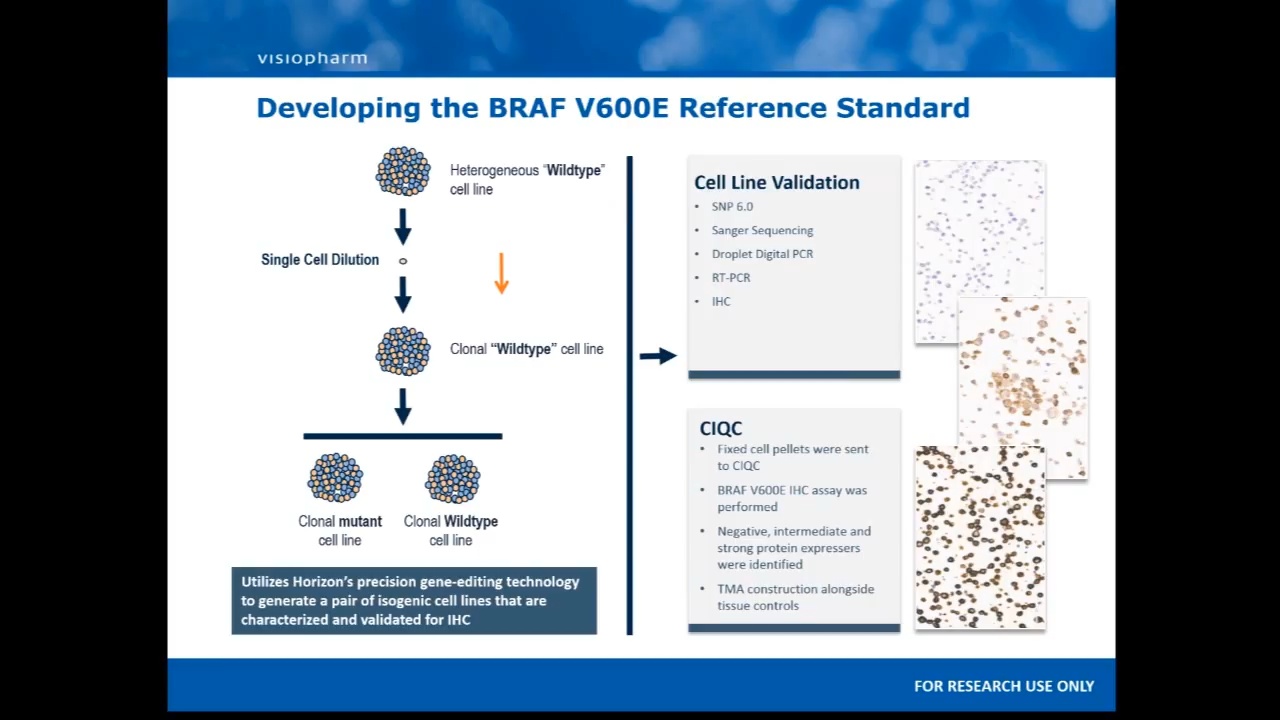 visiopharm
Developing the BRAF V600E Reference Standard
Heterogeneous "Wildtype"
cell line
Single Cell Dilution
Clonal "Wildtype" cell line
Clonal mutant
cell line
Clonal Wildtype
cell line
Utilizes Horizon's precision gene-editing technology
to generate a pair of isogenic cell lines that are
characterized and validated for IHC
Cell Line Validation
• SNP 6.0
• Sanger Sequencing
• Droplet Digital PCR
• RT-PCR
• IHC
CIQC
• Fixed cell pellets were sent
to CIQC
• BRAF V600E IHC assay was
performed
• Negative, intermediate and
strong protein expressers
were identified
• TMA construction alongside
tissue controls
FOR RESEARCH USE ONLY